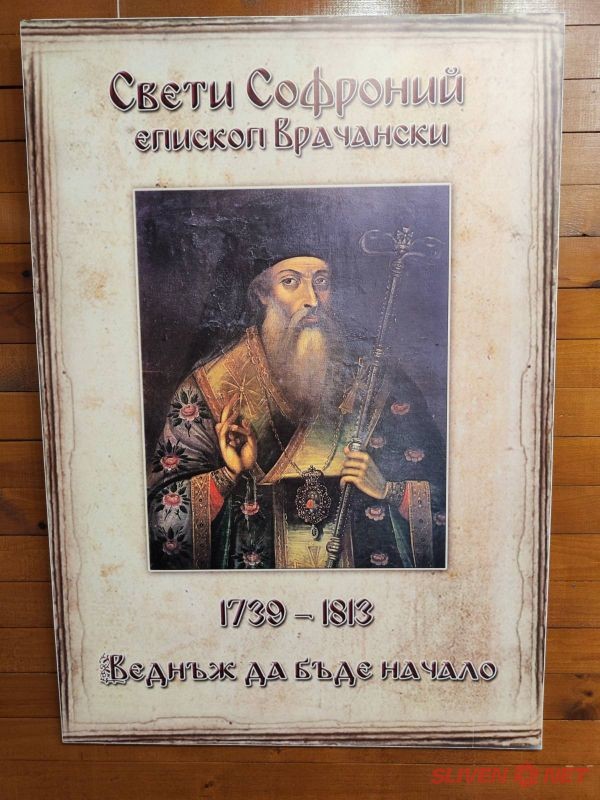 Свети Софроний
епископ Врачански
1739 – 1813
Веднъж да бъде начало
SLIVEN NET